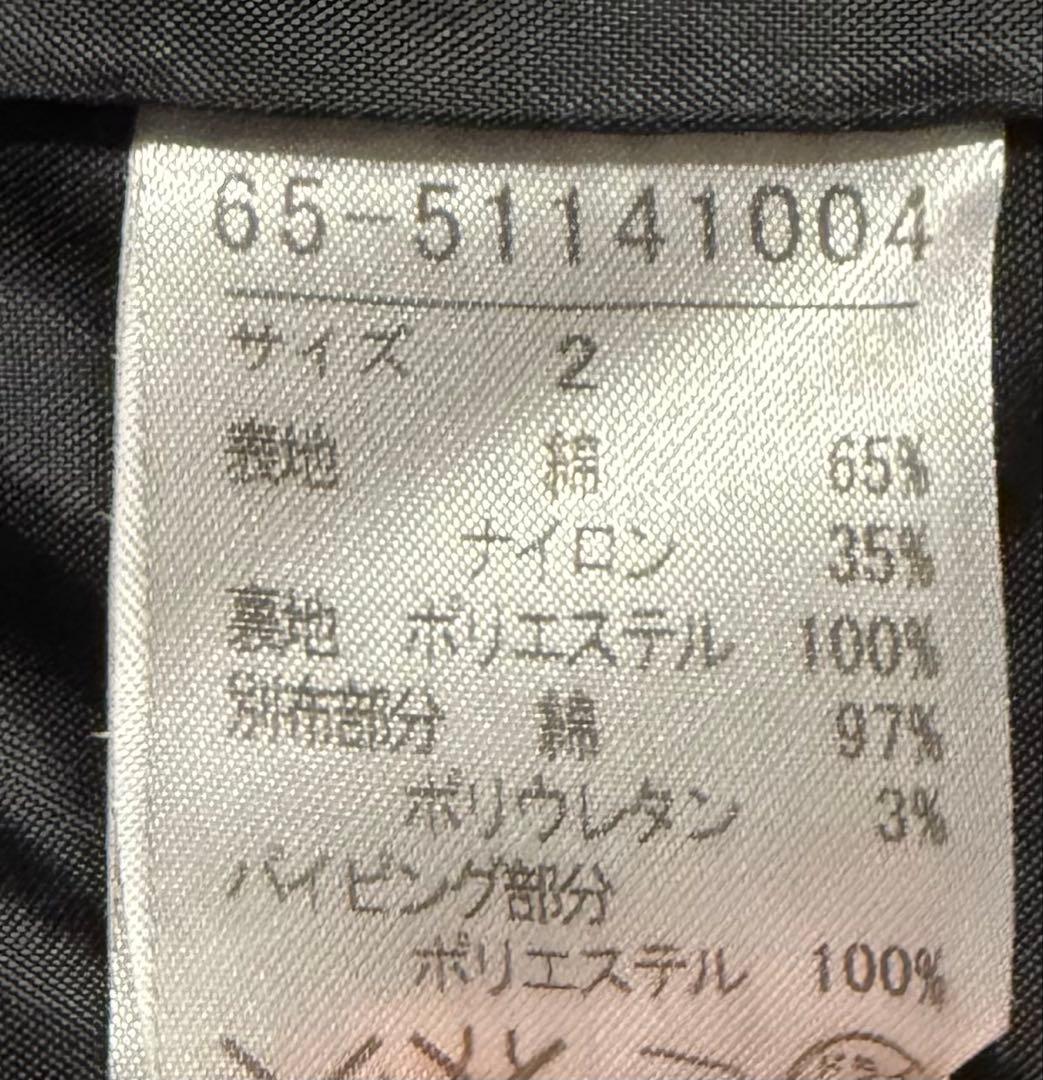 65-51141004
サイズ 2
表地 綿 65%
ナイロン 35%
裏地 ポリエステル 100%
別布部分 綿 97%
ポリウレタン 3%
パイピング部分
ポリエステル 100%